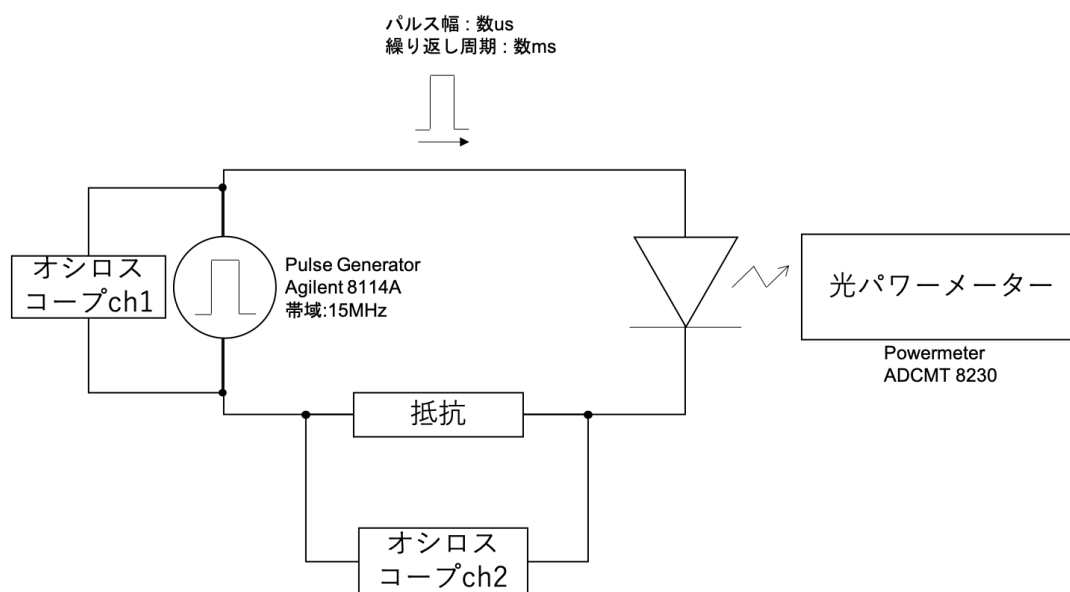 パルス幅 : 数us
繰り返し周期 : 数ms
オシロス
コープch1
Pulse Generator
Agilent 8114A
帯域:15MHz
光パワーメーター
Powermeter
ADCMT 8230
抵抗
オシロス
コープch2